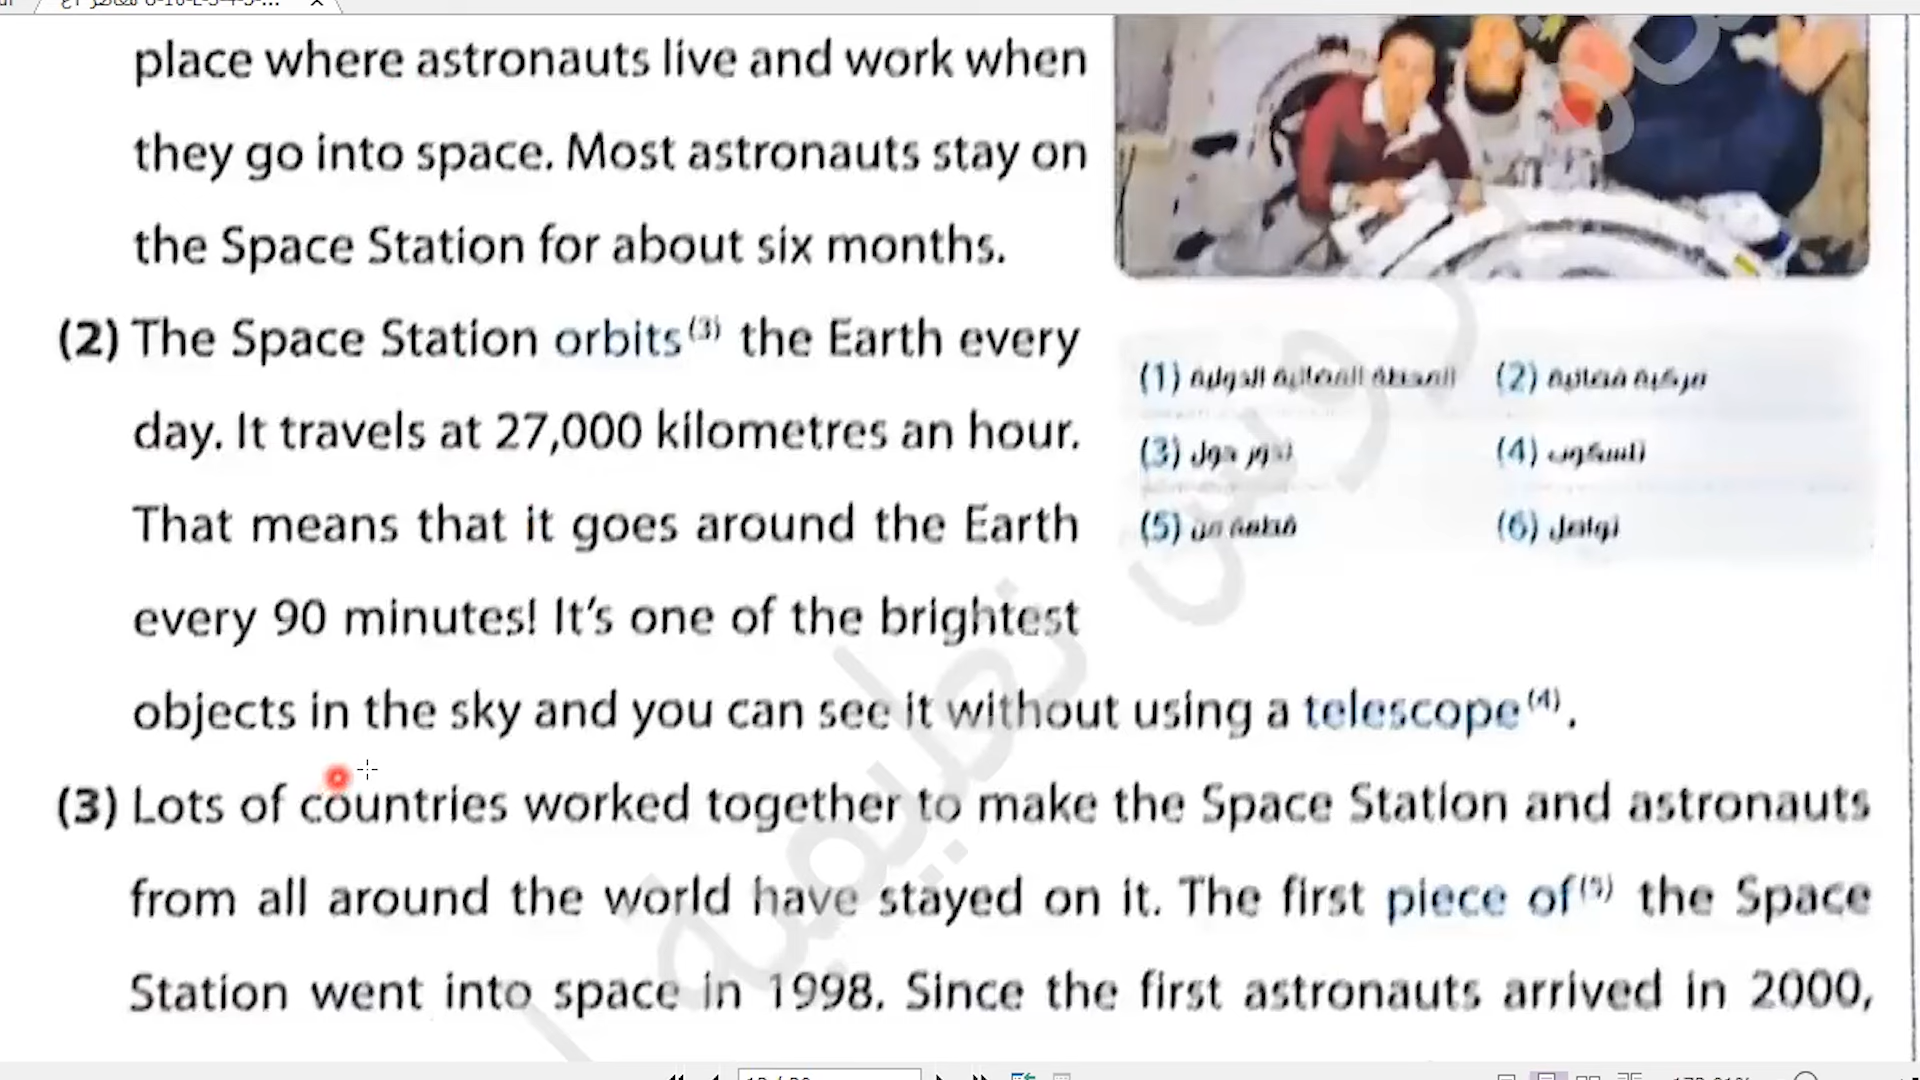 place where astronauts live and work when
they go into space. Most astronauts stay on
the Space Station for about six months.
(2) The Space Station orbits(3) the Earth every
day. It travels at 27,000 kilometres an hour.
That means that it goes around the Earth
every 90 minutes! It's one of the brightest
objects in the sky and you can see it without using a telescope(4).
(1) المحطة الفضائية الدولية (2) مركبة فضائية
(3) تدور حول (4) تلسكوب
(5) قطعة من (6) تواصل
(3) Lots of countries worked together to make the Space Station and astronauts
from all around the world have stayed on it. The first piece of(5) the Space
Station went into space in 1998. Since the first astronauts arrived in 2000,